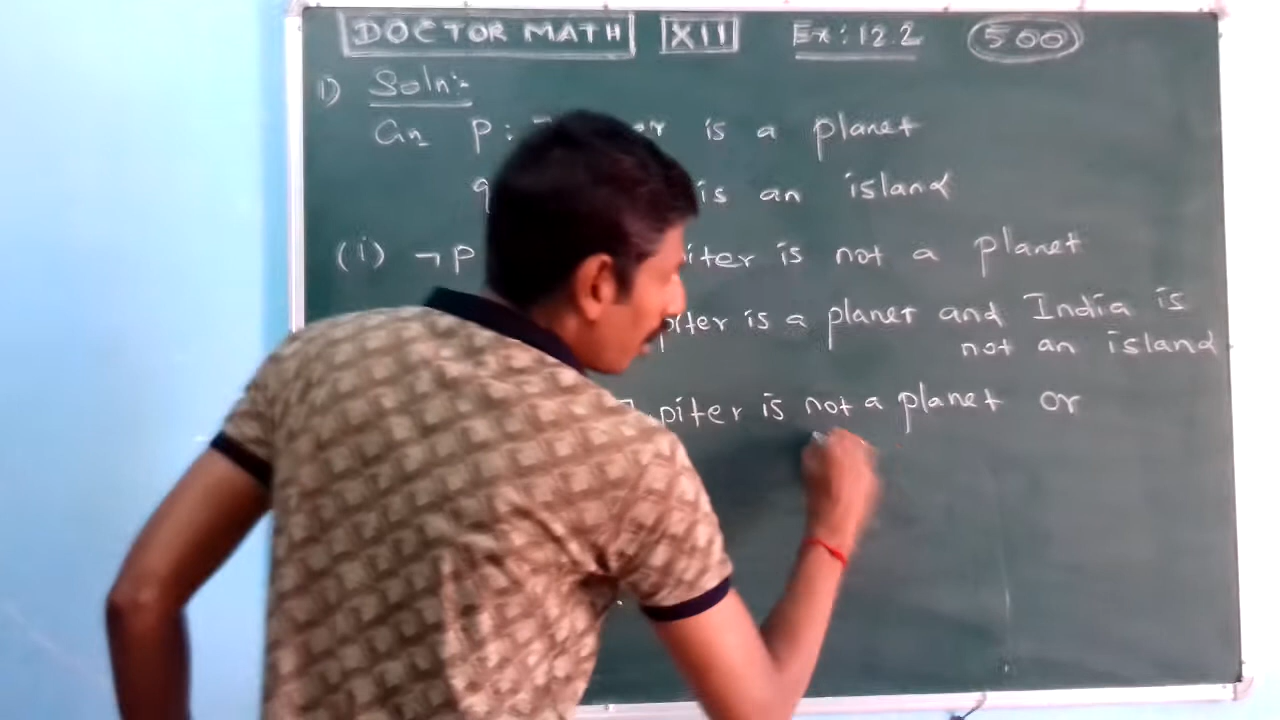 DOCTOR MATH XII Ex: 12.2 500
1) Soln:-
Gn p: is a planet
q is an island
(i) ¬p piter is not a planet
piter is a planet and India is
not an island
Jupiter is not a planet or